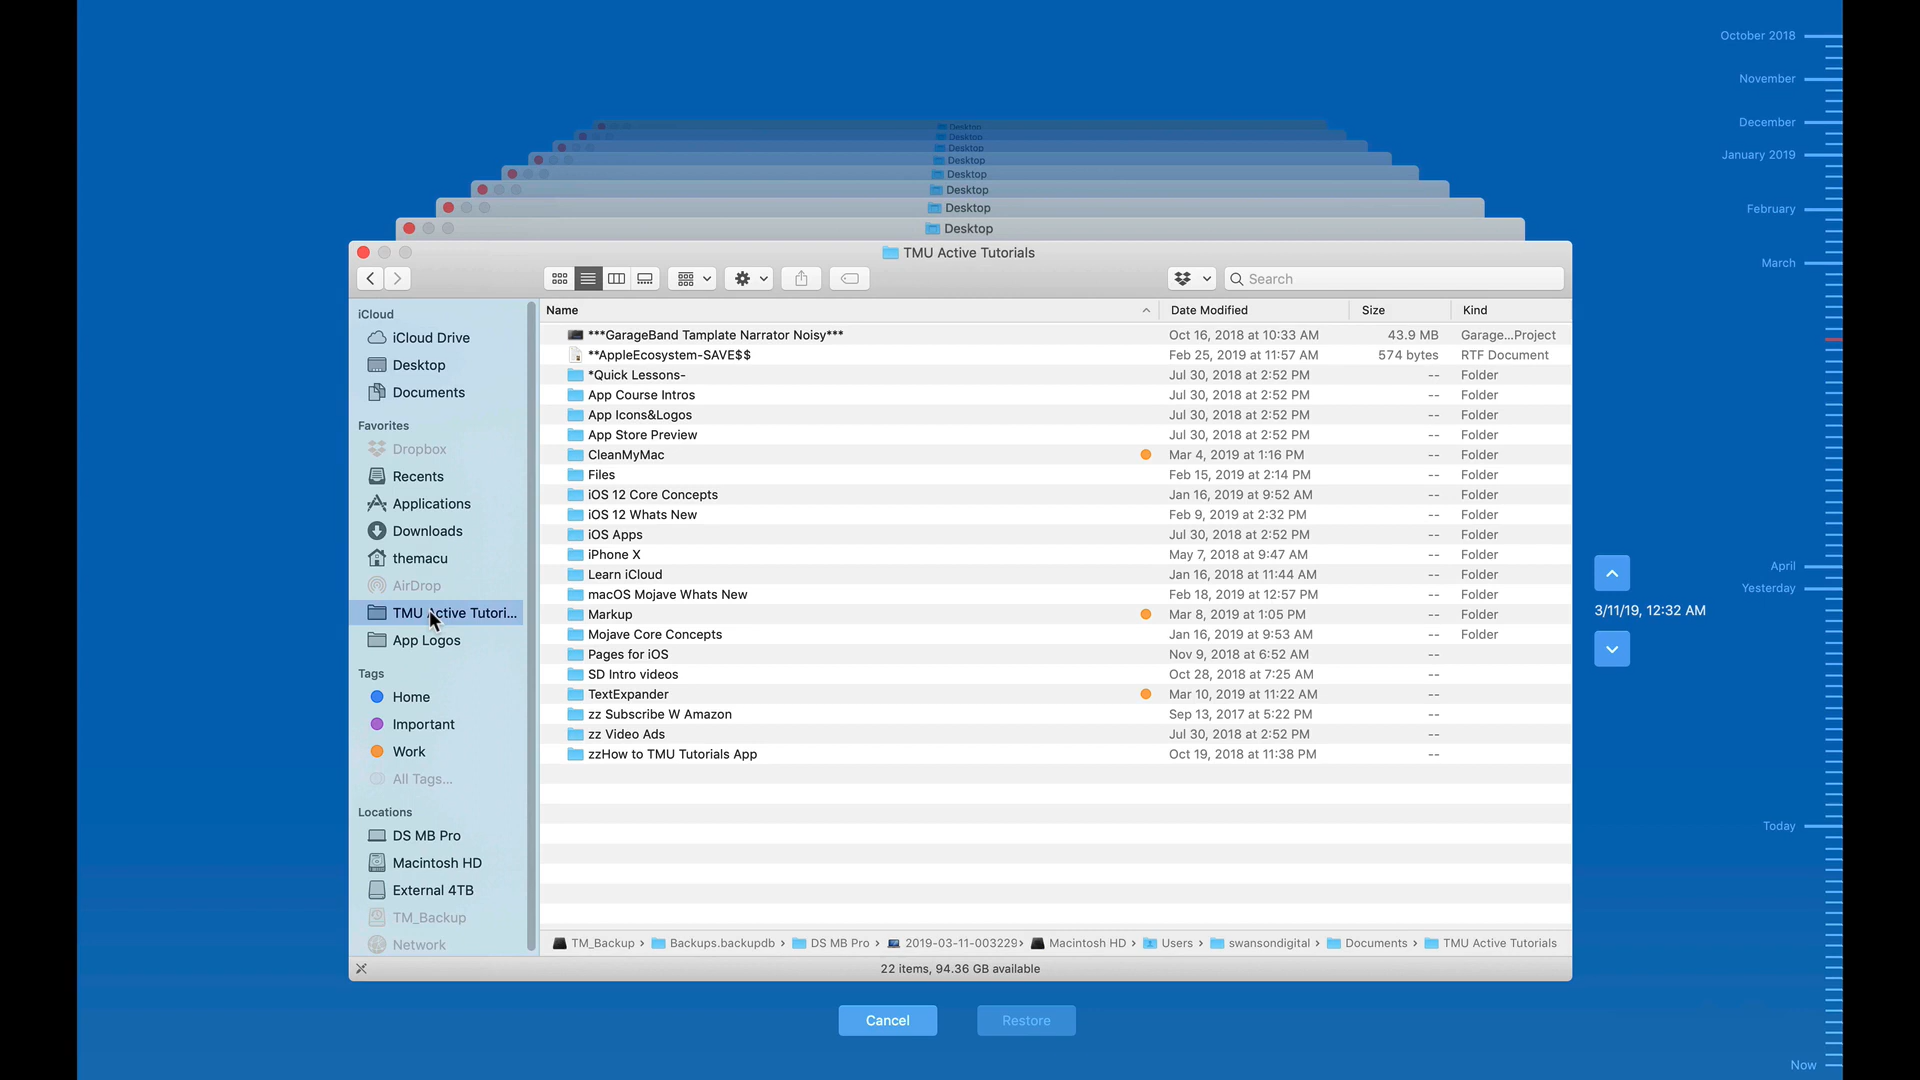 October 2018
November
December
January 2019
February
March
April
Yesterday
Today
Now
Desktop
Desktop
Desktop
Desktop
Desktop
Desktop
Desktop
Desktop
TMU Active Tutorials
Search
iCloud
iCloud Drive
Desktop
Documents
Favorites
Dropbox
Recents
Applications
Downloads
themacu
AirDrop
TMU Active Tutori...
App Logos
Tags
Home
Important
Work
All Tags...
Locations
DS MB Pro
Macintosh HD
External 4TB
TM_Backup
Network
Name Date Modified Size Kind
***GarageBand Tamplate Narrator Noisy*** Oct 16, 2018 at 10:33 AM 43.9 MB Garage...Project
**AppleEcosystem-SAVE$$ Feb 25, 2019 at 11:57 AM 574 bytes RTF Document
*Quick Lessons- Jul 30, 2018 at 2:52 PM -- Folder
App Course Intros Jul 30, 2018 at 2:52 PM -- Folder
App Icons&Logos Jul 30, 2018 at 2:52 PM -- Folder
App Store Preview Jul 30, 2018 at 2:52 PM -- Folder
CleanMyMac Mar 4, 2019 at 1:16 PM -- Folder
Files Feb 15, 2019 at 2:14 PM -- Folder
iOS 12 Core Concepts Jan 16, 2019 at 9:52 AM -- Folder
iOS 12 Whats New Feb 9, 2019 at 2:32 PM -- Folder
iOS Apps Jul 30, 2018 at 2:52 PM -- Folder
iPhone X May 7, 2018 at 9:47 AM -- Folder
Learn iCloud Jan 16, 2018 at 11:44 AM -- Folder
macOS Mojave Whats New Feb 18, 2019 at 12:57 PM -- Folder
Markup Mar 8, 2019 at 1:05 PM -- Folder
Mojave Core Concepts Jan 16, 2019 at 9:53 AM -- Folder
Pages for iOS Nov 9, 2018 at 6:52 AM --
SD Intro videos Oct 28, 2018 at 7:25 AM --
TextExpander Mar 10, 2019 at 11:22 AM --
zz Subscribe W Amazon Sep 13, 2017 at 5:22 PM --
zz Video Ads Jul 30, 2018 at 2:52 PM --
zzHow to TMU Tutorials App Oct 19, 2018 at 11:38 PM --
TM_Backup › Backups.backupdb › DS MB Pro › 2019-03-11-003229 › Macintosh HD › Users › swansondigital › Documents › TMU Active Tutorials
22 items, 94.36 GB available
3/11/19, 12:32 AM
Cancel
Restore